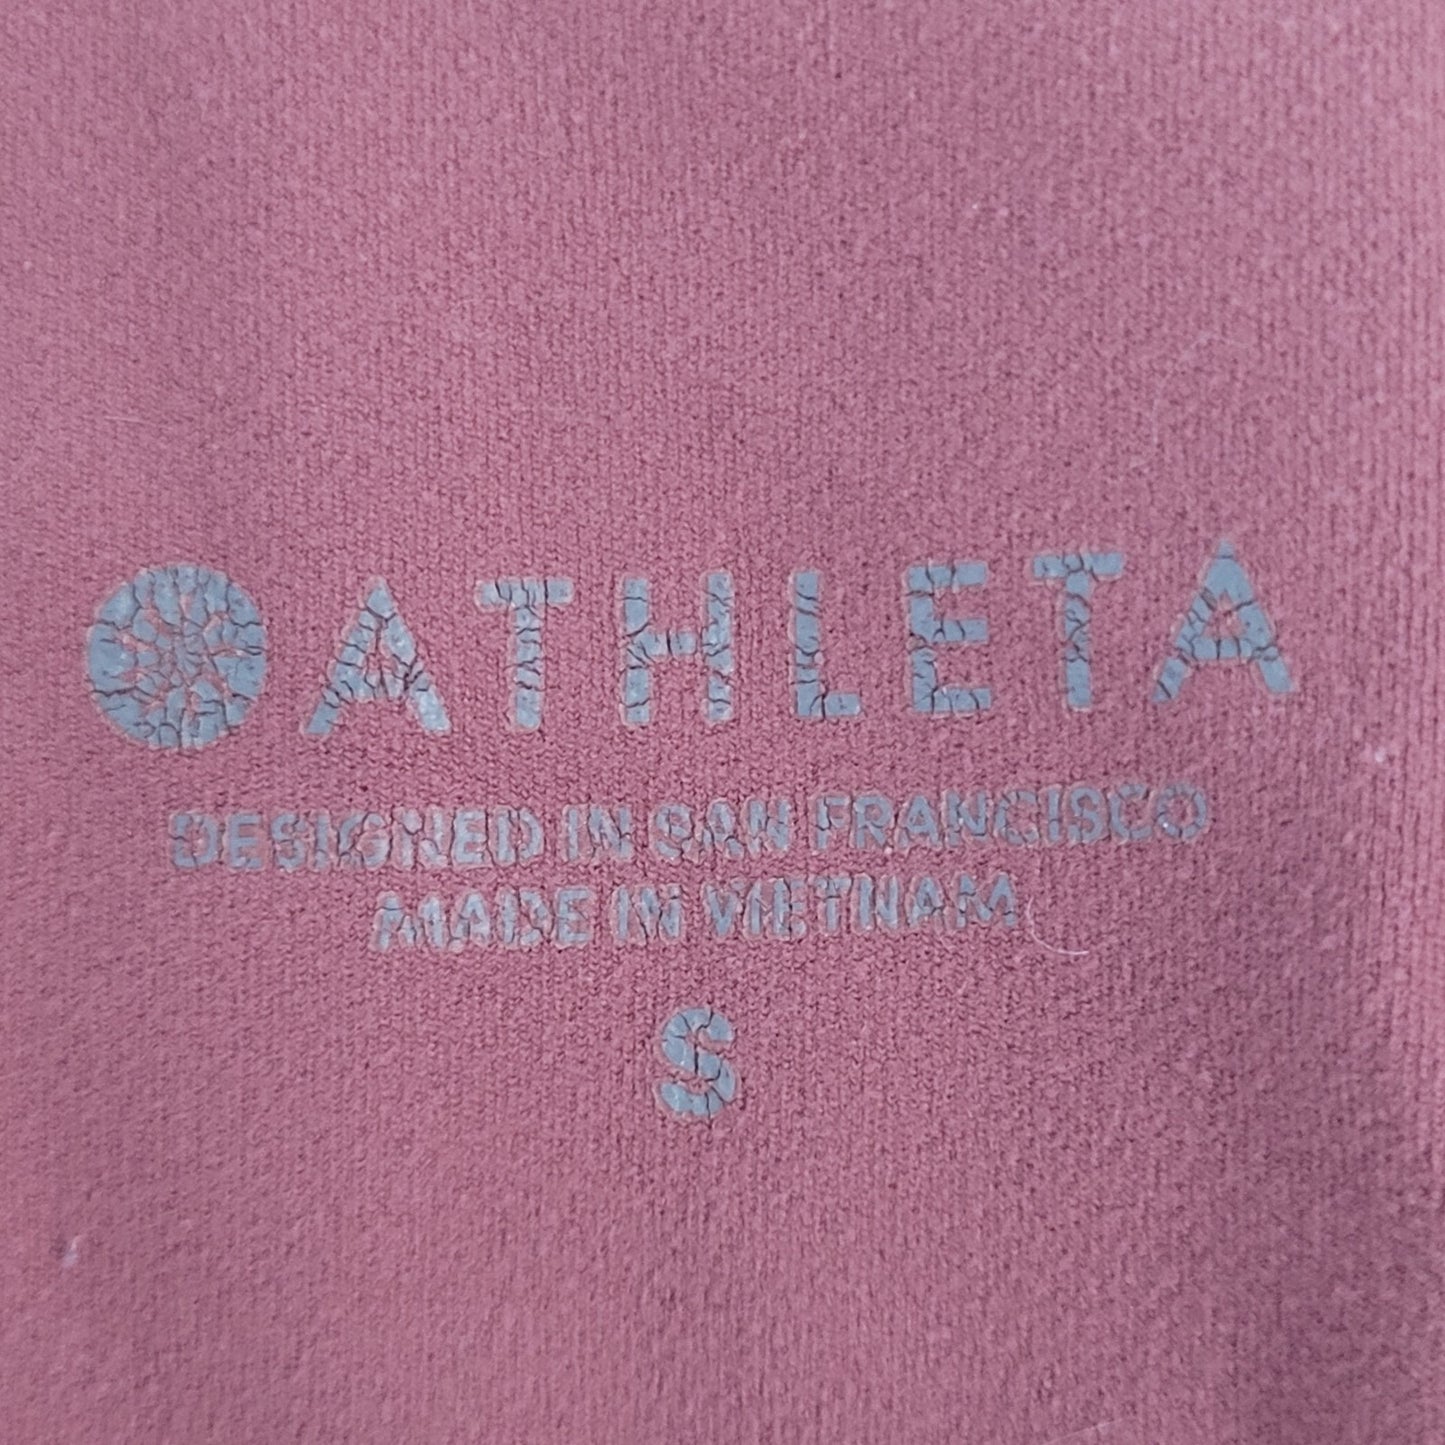 ATHLETA
DESIGNED IN SAN FRANCISCO
MADE IN VIETNAM
S